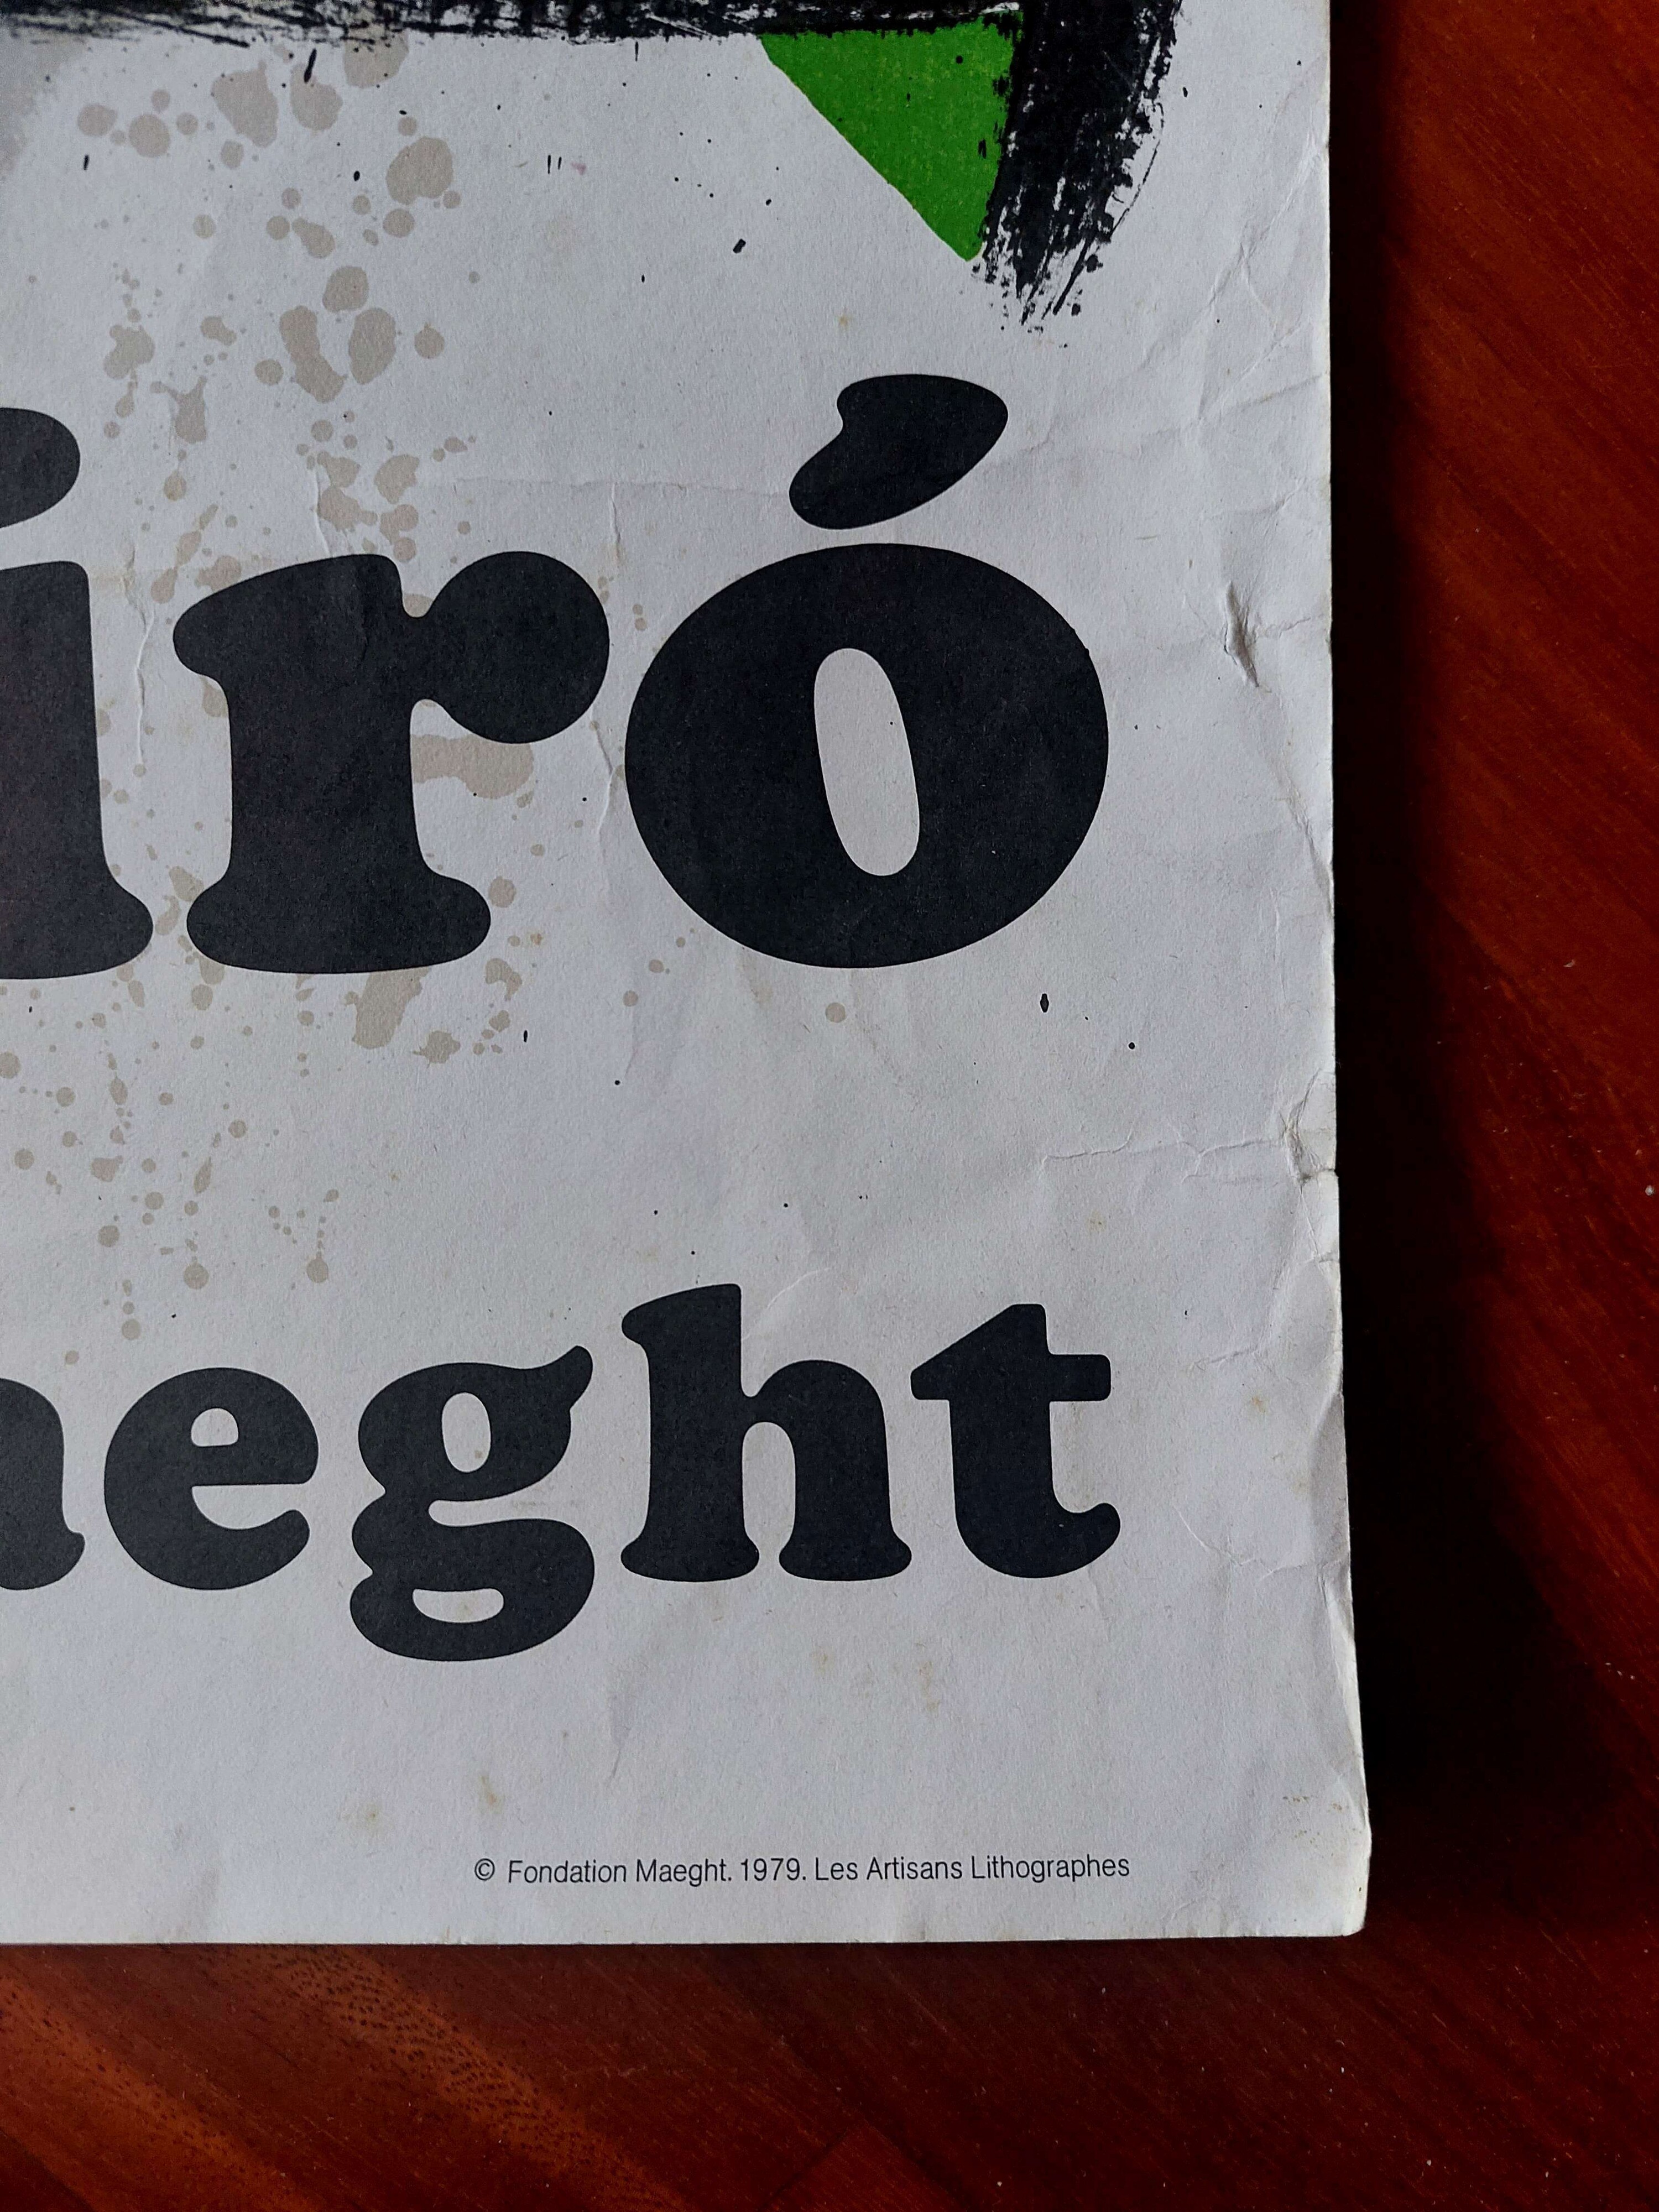 iró
aeght
© Fondation Maeght. 1979. Les Artisans Lithographes